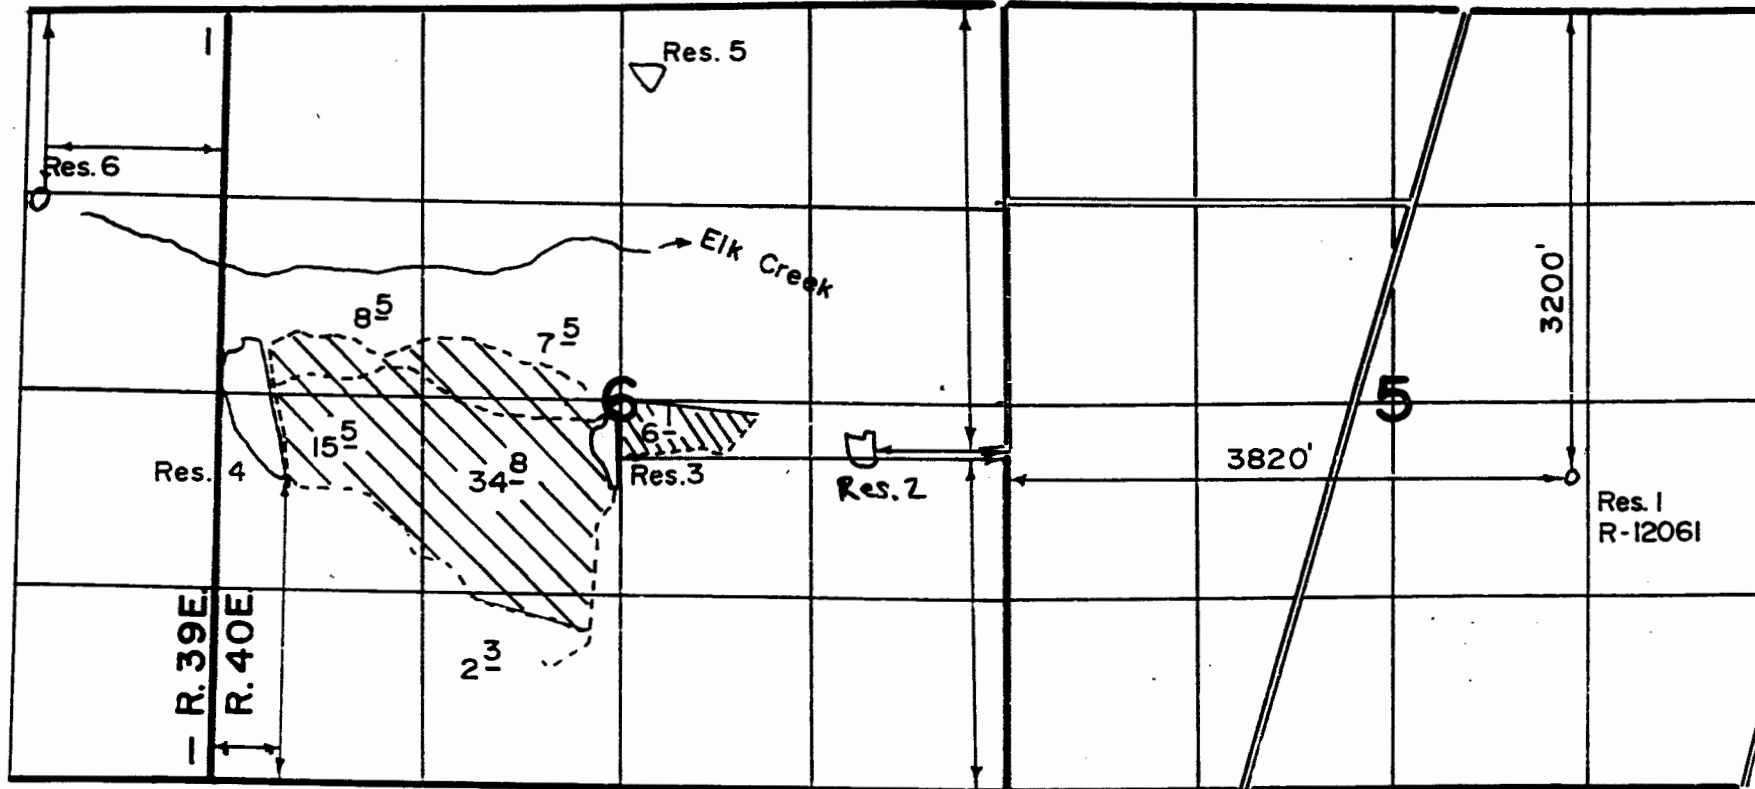 1
Res. 5
Res. 6
→ Elk Creek
8 5
7 5
3200'
6
5
6 1
15 5
34 8
Res. 4
Res. 3
Res. 2
3820'
Res. 1
R-12061
2 3
R. 39E.
R. 40E.